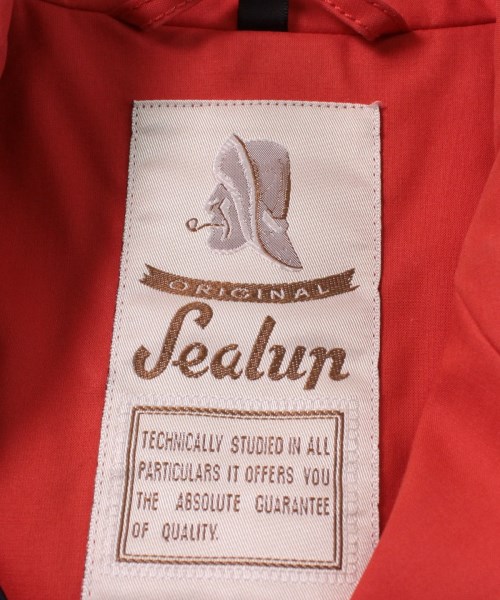 ORIGINAL
Sealup
TECHNICALLY STUDIED IN ALL
PARTICULARS IT OFFERS YOU
THE ABSOLUTE GUARANTEE
OF QUALITY.